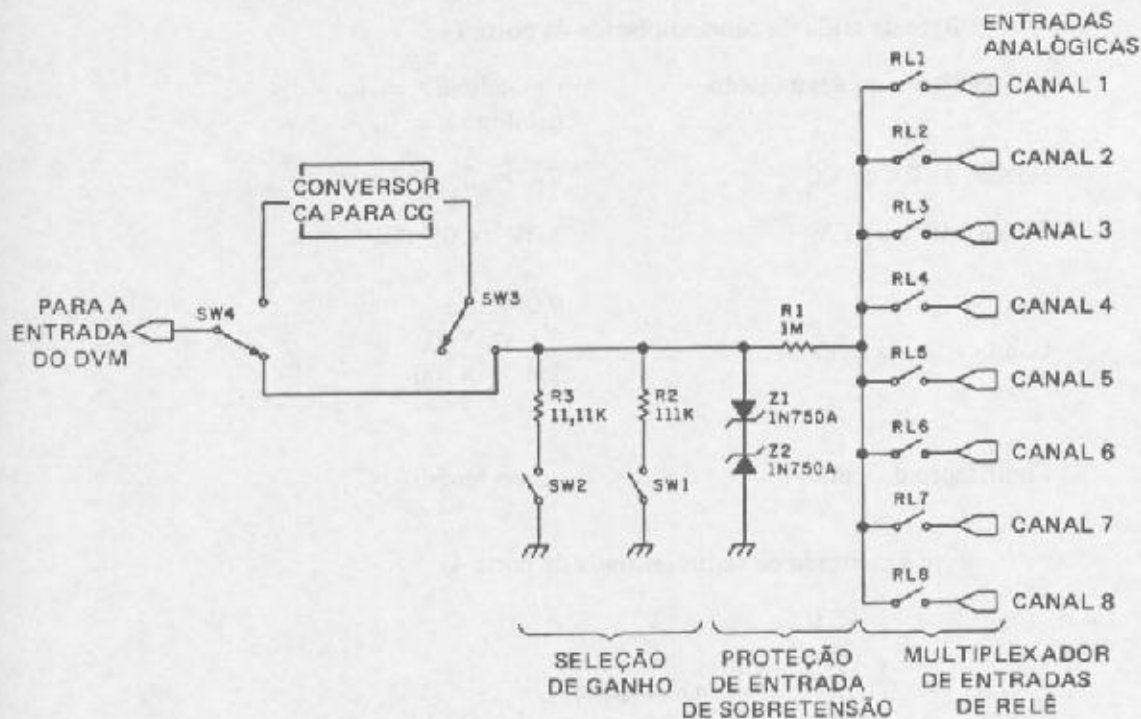 ENTRADAS
ANALÓGICAS
RL1
CANAL 1
RL2
CANAL 2
CONVERSOR
CA PARA CC
RL3
CANAL 3
PARA A
ENTRADA
DO DVM
SW4
SW3
R1
1M
RL4
CANAL 4
R3
11,11K
R2
111K
Z1
1N750A
RL5
CANAL 5
Z2
1N750A
RL6
CANAL 6
SW2
SW1
RL7
CANAL 7
RL8
CANAL 8
SELEÇÃO
DE GANHO
PROTEÇÃO
DE ENTRADA
DE SOBRETENSÃO
MULTIPLEXADOR
DE ENTRADAS
DE RELÊ